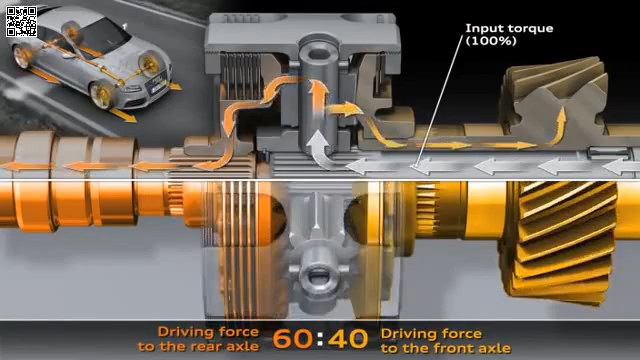 Input torque
(100%)
Driving force
to the rear axle
60:40
Driving force
to the front axle